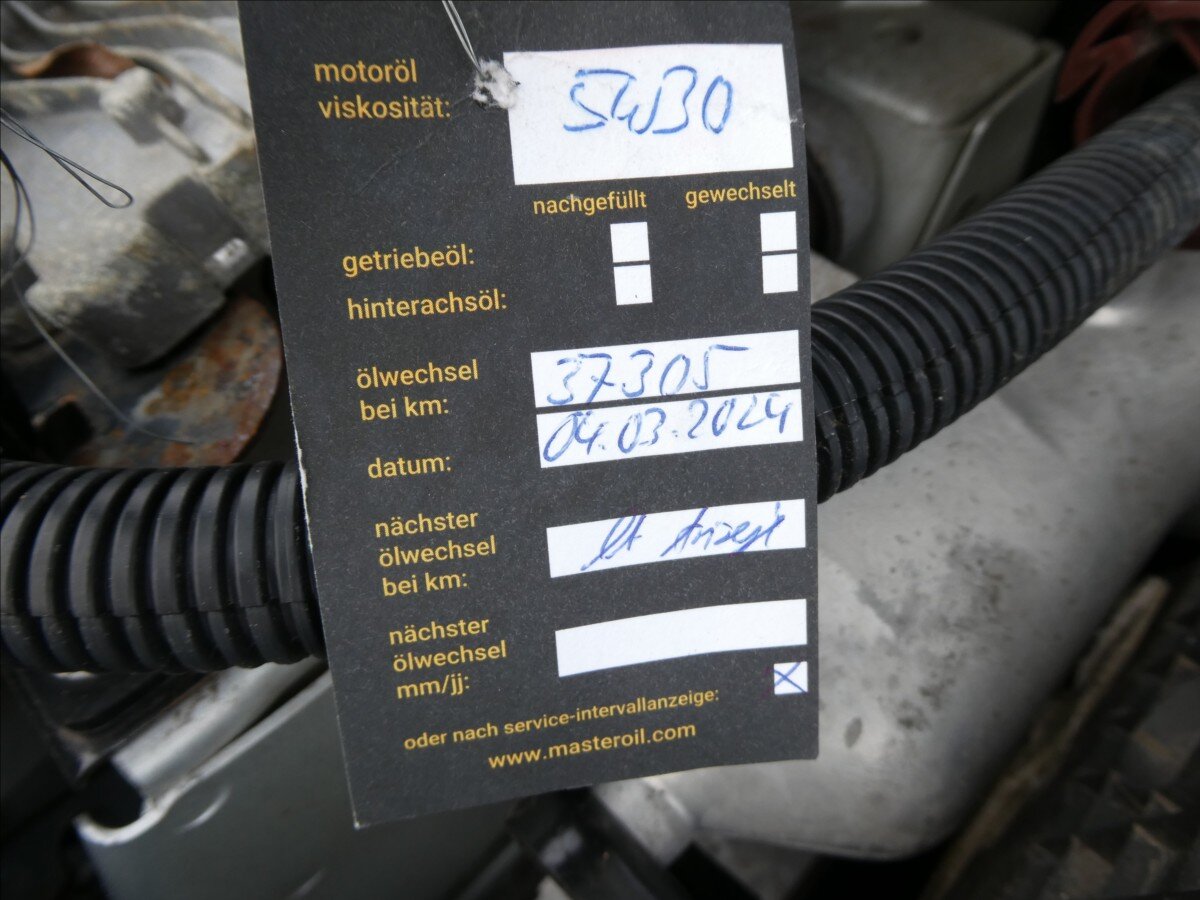 motoröl
viskosität: 5W30
nachgefüllt gewechselt
getriebeöl:
hinterachsöl:
ölwechsel
bei km: 37305
datum: 04.03.2024
nächster
ölwechsel
bei km: lt Anzeige
nächster
ölwechsel
mm/jj:
oder nach service-intervallanzeige: X
www.masteroil.com